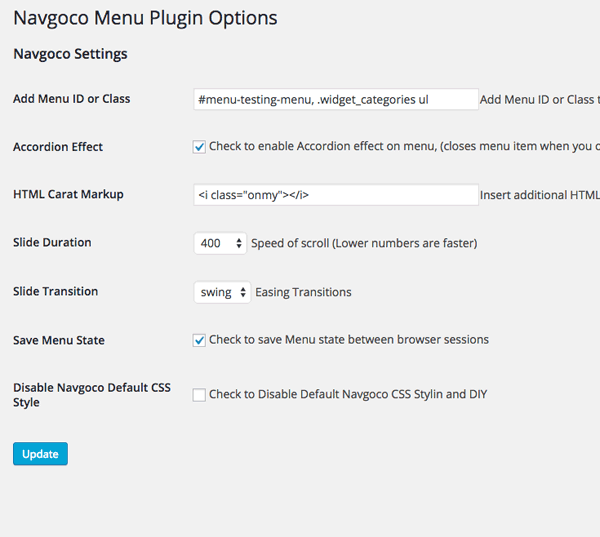 Navgoco Menu Plugin Options
Navgoco Settings
Add Menu ID or Class
#menu-testing-menu, .widget_categories ul
Add Menu ID or Class t
Accordion Effect
Check to enable Accordion effect on menu, (closes menu item when you o
HTML Carat Markup
<i class="onmy"></i>
Insert additional HTML
Slide Duration
400
Speed of scroll (Lower numbers are faster)
Slide Transition
swing
Easing Transitions
Save Menu State
Check to save Menu state between browser sessions
Disable Navgoco Default CSS
Style
Check to Disable Default Navgoco CSS Stylin and DIY
Update